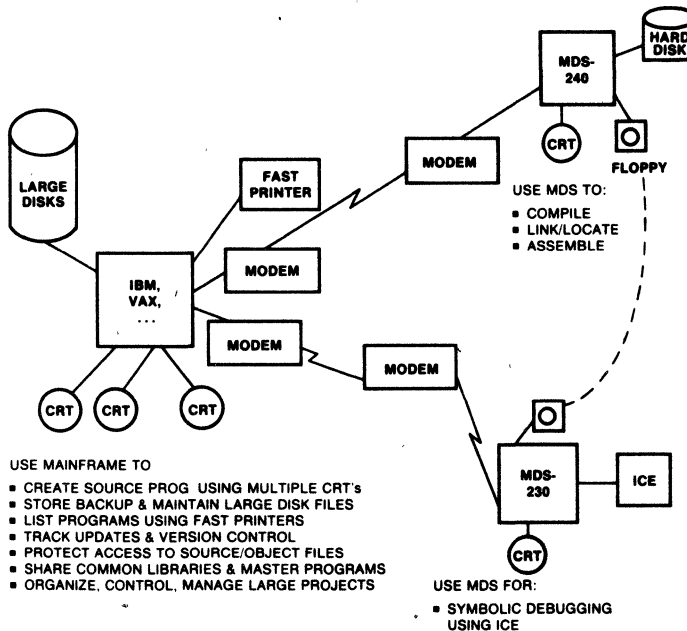 HARD
DISK
MDS-
240
CRT
FLOPPY
MODEM
USE MDS TO:
▪ COMPILE
▪ LINK/LOCATE
▪ ASSEMBLE
LARGE
DISKS
FAST
PRINTER
IBM,
VAX,
. . .
MODEM
MODEM
MODEM
CRT
CRT
CRT
USE MAINFRAME TO
▪ CREATE SOURCE PROG USING MULTIPLE CRT's
▪ STORE BACKUP & MAINTAIN LARGE DISK FILES
▪ LIST PROGRAMS USING FAST PRINTERS
▪ TRACK UPDATES & VERSION CONTROL
▪ PROTECT ACCESS TO SOURCE/OBJECT FILES
▪ SHARE COMMON LIBRARIES & MASTER PROGRAMS
▪ ORGANIZE, CONTROL, MANAGE LARGE PROJECTS
MDS-
230
ICE
CRT
USE MDS FOR:
▪ SYMBOLIC DEBUGGING
USING ICE